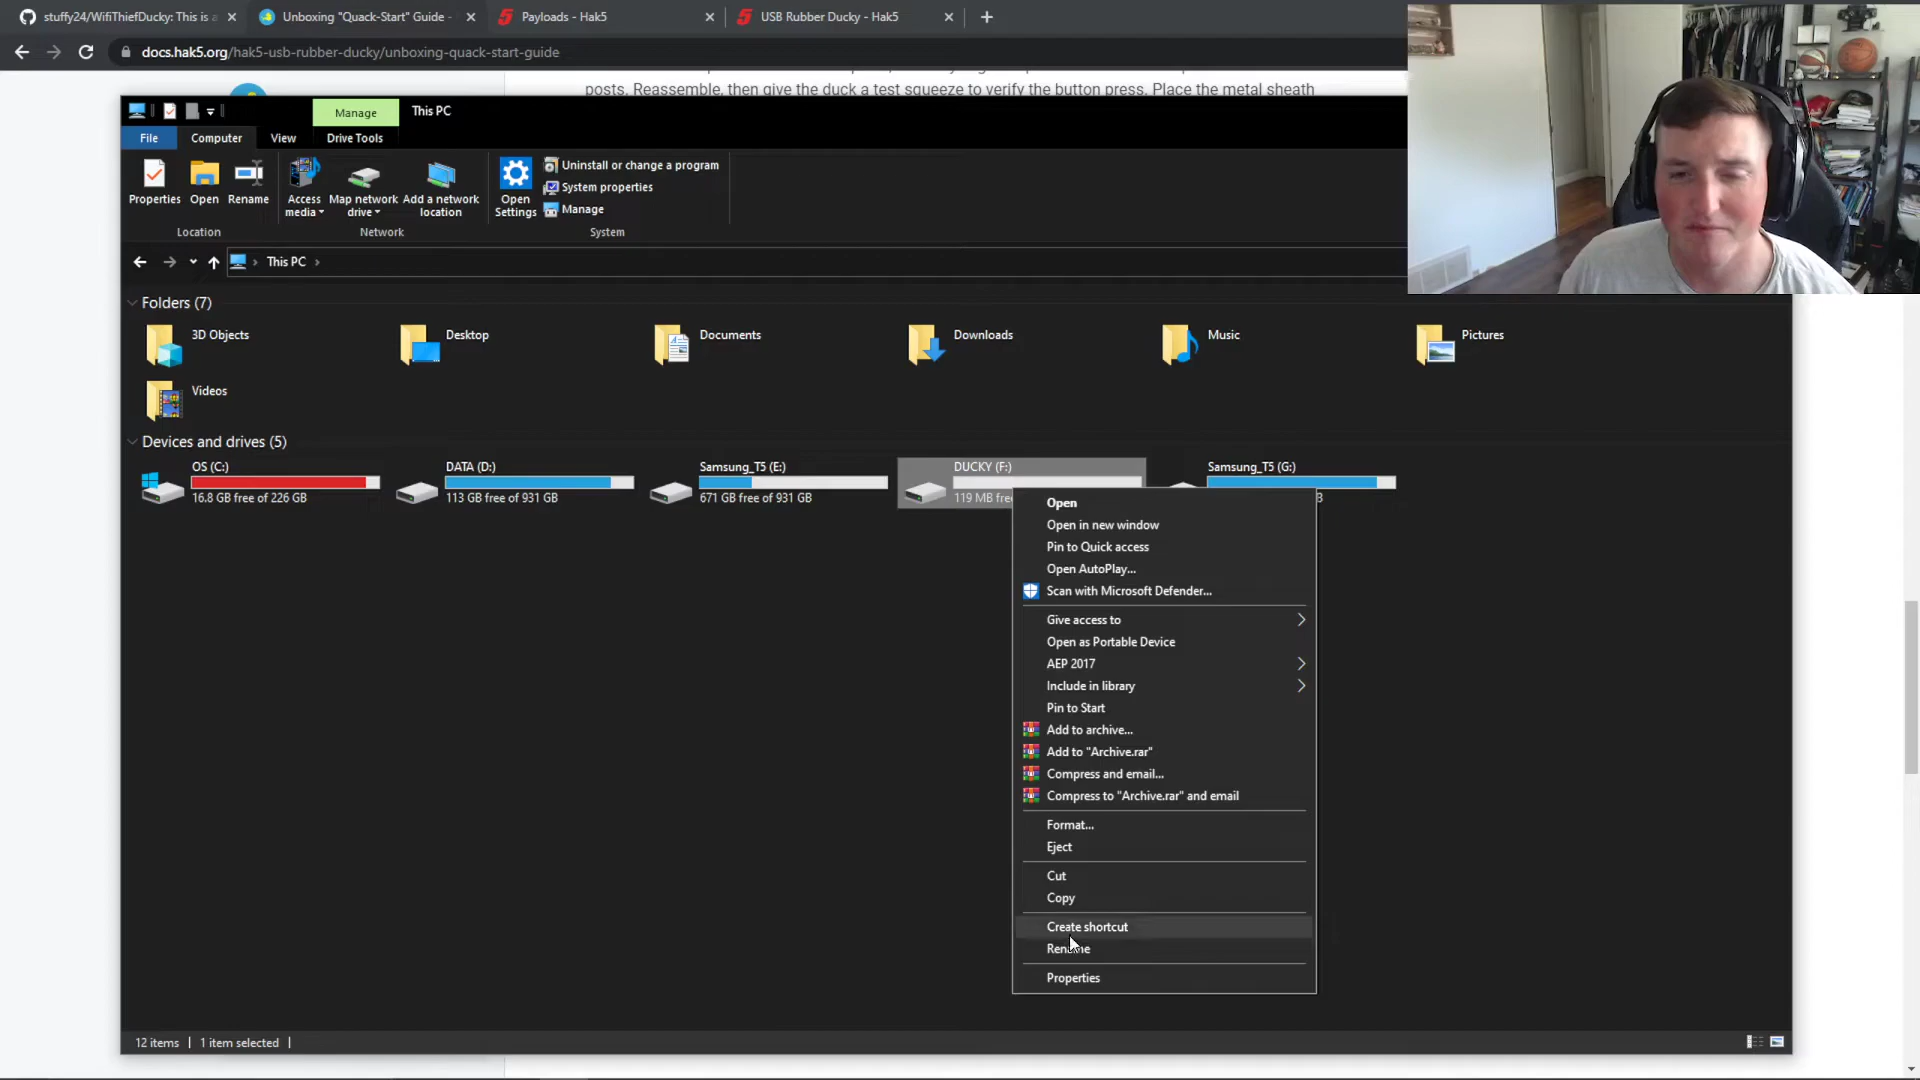 stuffy24/WifiThiefDucky: This is a
Unboxing "Quack-Start" Guide -
Payloads - Hak5
USB Rubber Ducky - Hak5
docs.hak5.org/hak5-usb-rubber-ducky/unboxing-quack-start-guide
posts. Reassemble, then give the duck a test squeeze to verify the button press. Place the metal sheath
Manage
This PC
File
Computer
View
Drive Tools
Properties
Open
Rename
Access media
Map network drive
Add a network location
Open Settings
Uninstall or change a program
System properties
Manage
Location
Network
System
This PC
Folders (7)
3D Objects
Desktop
Documents
Downloads
Music
Pictures
Videos
Devices and drives (5)
OS (C:)
16.8 GB free of 226 GB
DATA (D:)
113 GB free of 931 GB
Samsung_T5 (E:)
671 GB free of 931 GB
DUCKY (F:)
119 MB fre
Samsung_T5 (G:)
Open
Open in new window
Pin to Quick access
Open AutoPlay...
Scan with Microsoft Defender...
Give access to
Open as Portable Device
AEP 2017
Include in library
Pin to Start
Add to archive...
Add to "Archive.rar"
Compress and email...
Compress to "Archive.rar" and email
Format...
Eject
Cut
Copy
Create shortcut
Rename
Properties
12 items
1 item selected